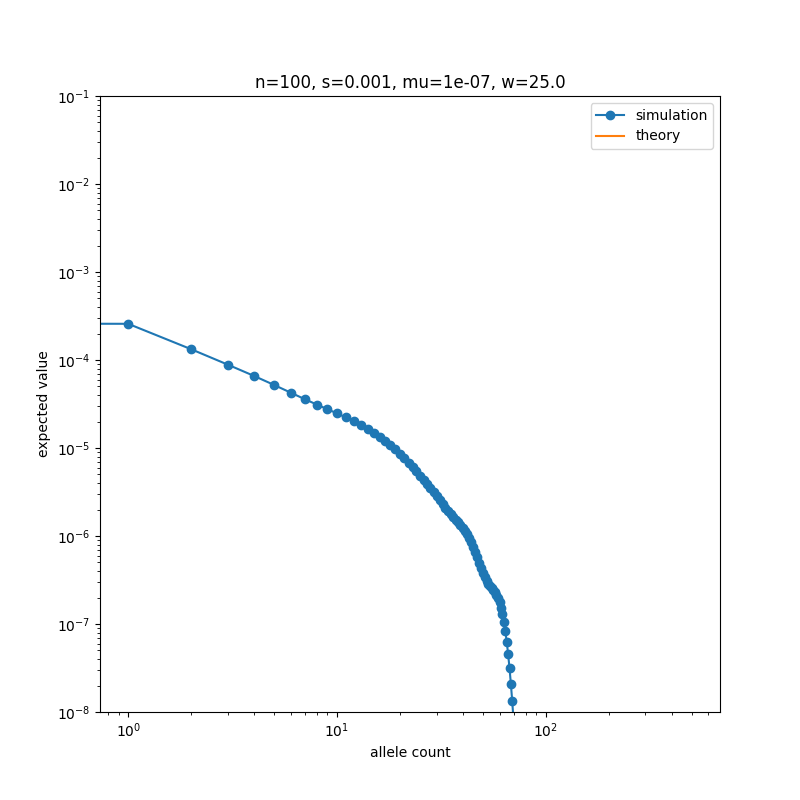 n=100, s=0.001, mu=1e-07, w=25.0
simulation
theory
10⁻¹
10⁻²
10⁻³
10⁻⁴
10⁻⁵
10⁻⁶
10⁻⁷
10⁻⁸
expected value
10⁰ 10¹ 10²
allele count